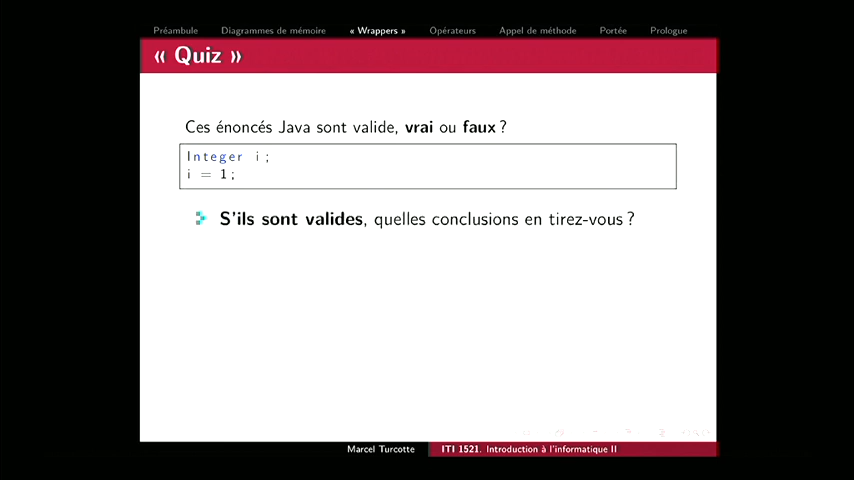 Préambule Diagrammes de mémoire « Wrappers » Opérateurs Appel de méthode Portée Prologue
« Quiz »
Ces énoncés Java sont valide, vrai ou faux ?
Integer i ;
i = 1 ;
S'ils sont valides, quelles conclusions en tirez-vous ?
Marcel Turcotte ITI 1521. Introduction à l'informatique II